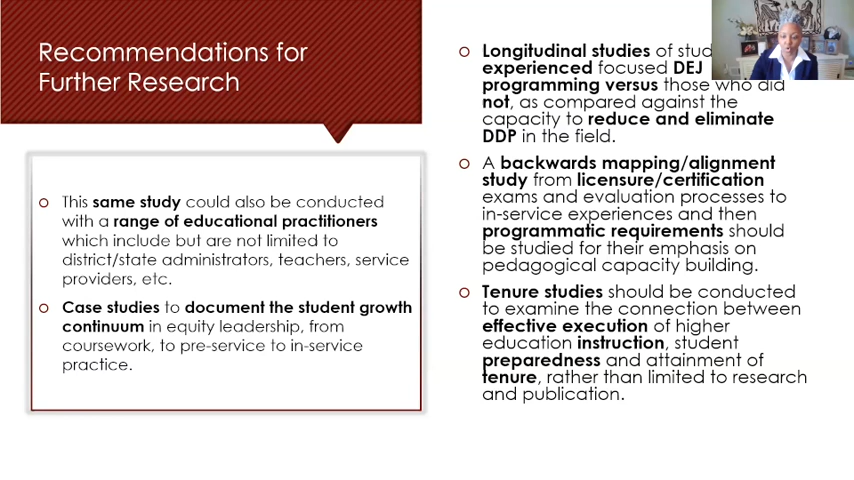 Recommendations for
Further Research
This same study could also be conducted
with a range of educational practitioners
which include but are not limited to
district/state administrators, teachers, service
providers, etc.
Case studies to document the student growth
continuum in equity leadership, from
coursework, to pre-service to in-service
practice.
Longitudinal studies of stud
experienced focused DEJ
programming versus those who did
not, as compared against the
capacity to reduce and eliminate
DDP in the field.
A backwards mapping/alignment
study from licensure/certification
exams and evaluation processes to
in-service experiences and then
programmatic requirements should
be studied for their emphasis on
pedagogical capacity building.
Tenure studies should be conducted
to examine the connection between
effective execution of higher
education instruction, student
preparedness and attainment of
tenure, rather than limited to research
and publication.